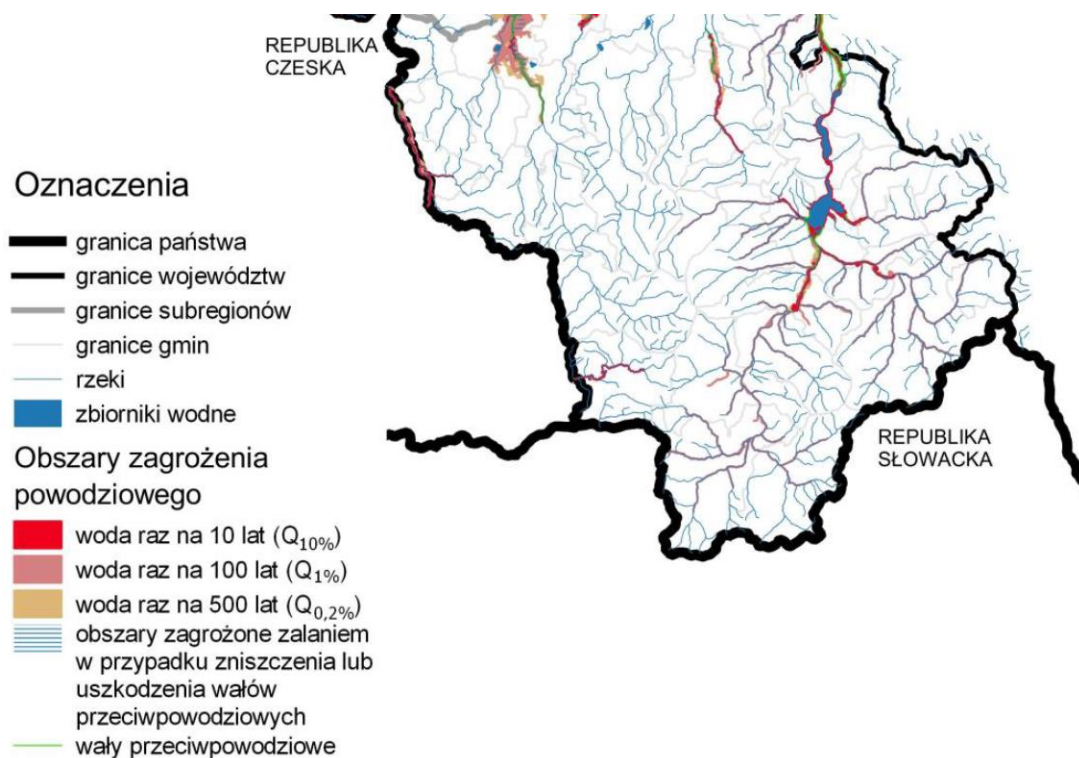 REPUBLIKA
CZESKA
Oznaczenia
granica państwa
granice województw
granice subregionów
granice gmin
rzeki
zbiorniki wodne
Obszary zagrożenia
powodziowego
woda raz na 10 lat (Q10%)
woda raz na 100 lat (Q1%)
woda raz na 500 lat (Q0,2%)
obszary zagrożone zalaniem
w przypadku zniszczenia lub
uszkodzenia wałów
przeciwpowodziowych
wały przeciwpowodziowe
REPUBLIKA
SŁOWACKA